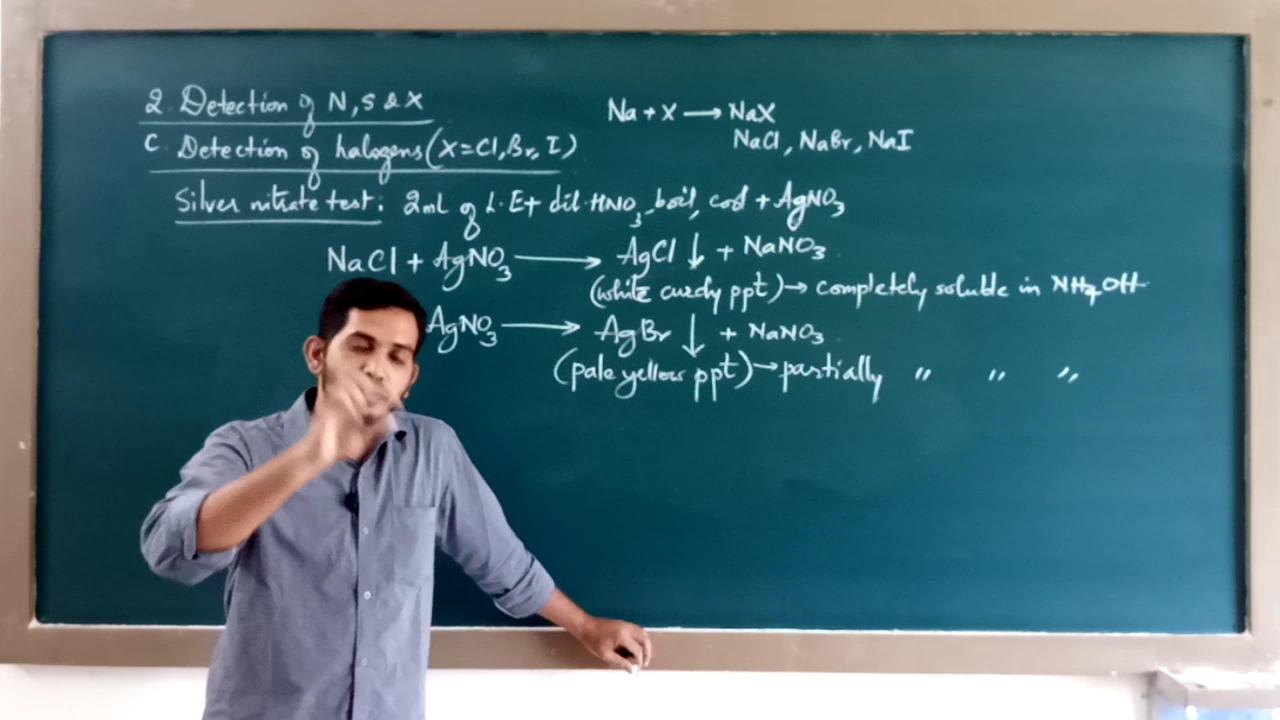 2. Detection of N, S & X
Na + X ⟶ NaX
NaCl, NaBr, NaI
C. Detection of halogens (X=Cl, Br, I)
Silver nitrate test: 2mL of L.E + dil. HNO3, boil, cool + AgNO3
NaCl + AgNO3 ⟶ AgCl ↓ + NaNO3
(white curdy ppt) → completely soluble in NH4OH
AgNO3 ⟶ AgBr ↓ + NaNO3
(pale yellow ppt) → partially " " "